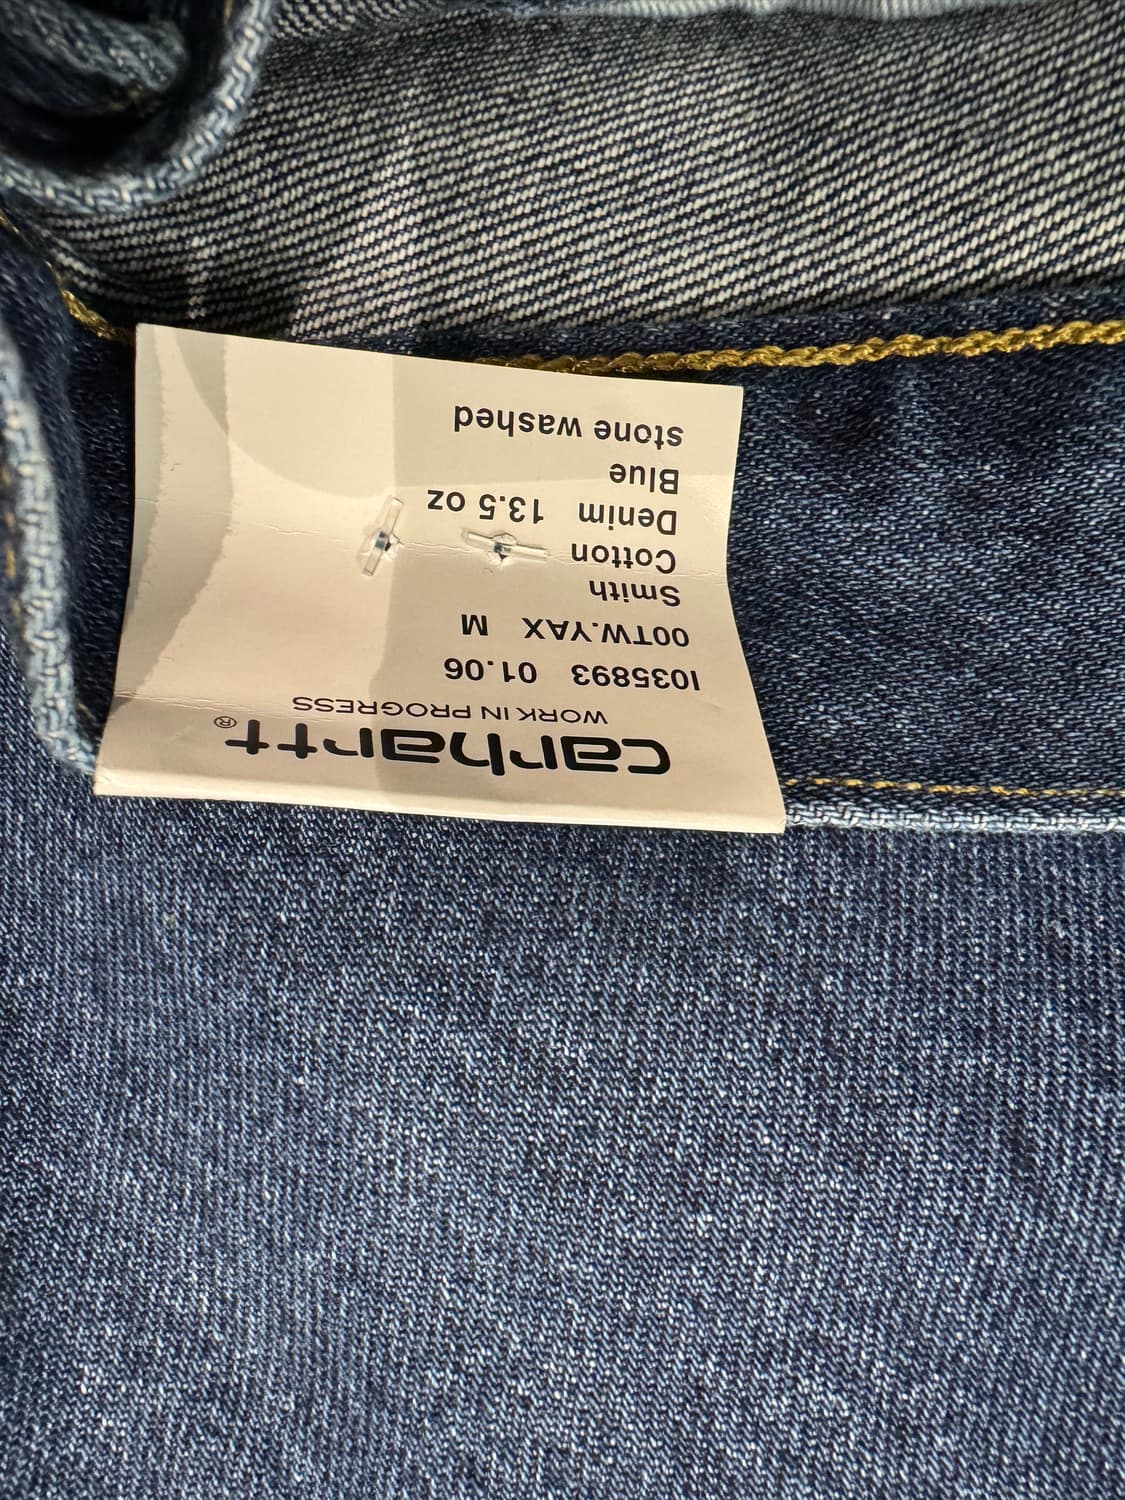 carhartt®
WORK IN PROGRESS
I035893 01.06
00TW.YAX M
Smith
Cotton
Denim 13.5 oz
Blue
stone washed